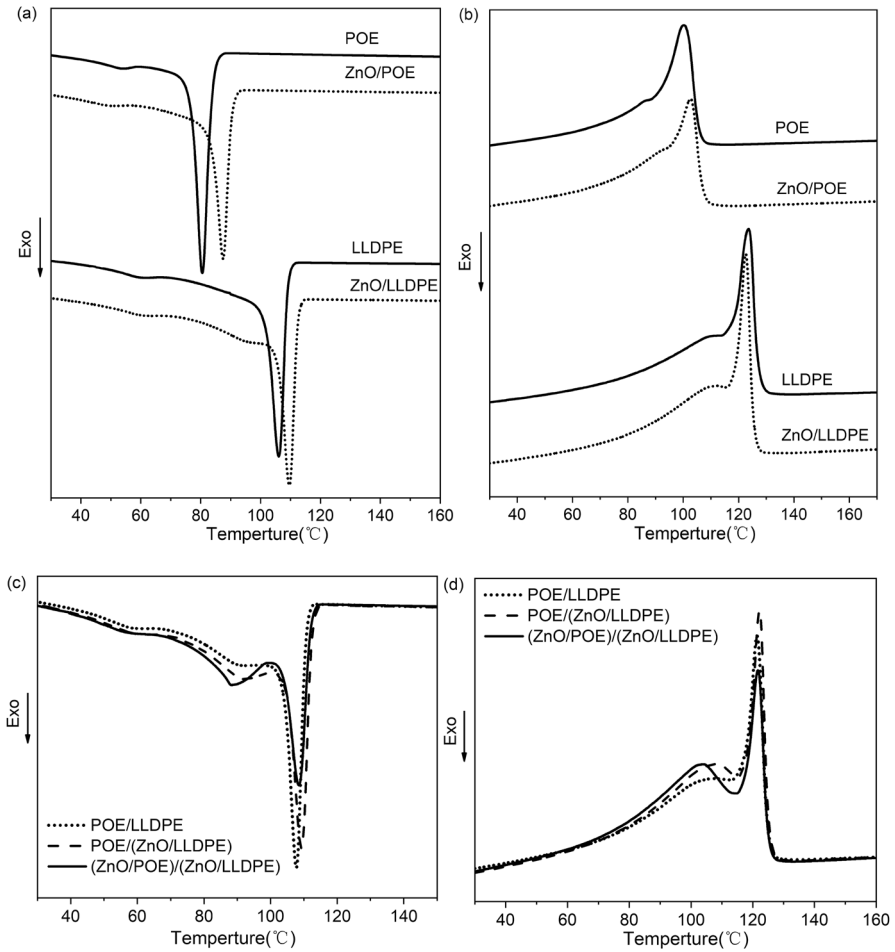 (a)
POE
ZnO/POE
LLDPE
ZnO/LLDPE
Exo
40 60 80 100 120 140 160
Temperture(℃)
(b)
POE
ZnO/POE
LLDPE
ZnO/LLDPE
Exo
40 60 80 100 120 140 160
Temperture(℃)
(c)
Exo
POE/LLDPE
POE/(ZnO/LLDPE)
(ZnO/POE)/(ZnO/LLDPE)
40 60 80 100 120 140
Temperture(℃)
(d)
POE/LLDPE
POE/(ZnO/LLDPE)
(ZnO/POE)/(ZnO/LLDPE)
Exo
40 60 80 100 120 140 160
Temperture(℃)